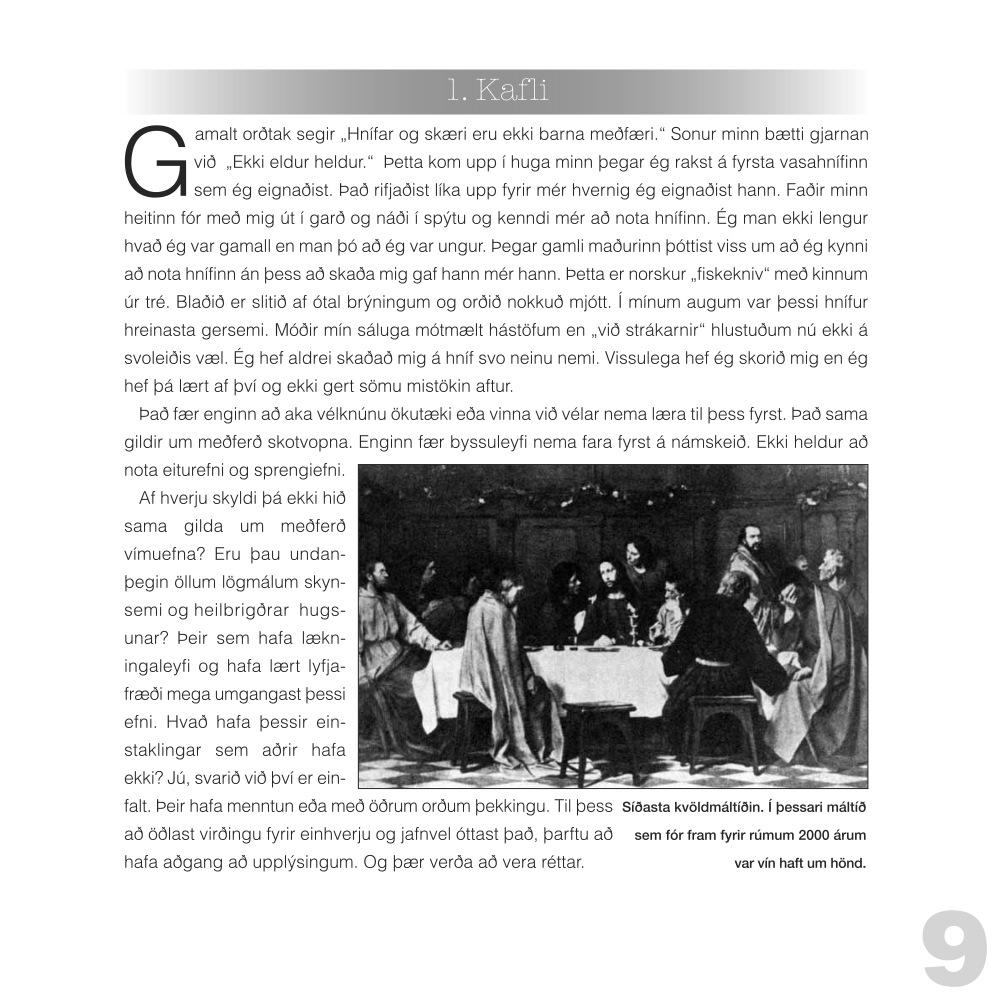 1. Kafli
Gamalt orðtak segir „Hnífar og skæri eru ekki barna meðfæri.“ Sonur minn bætti gjarnan
við „Ekki eldur heldur.“ Þetta kom upp í huga minn þegar ég rakst á fyrsta vasahnífinn
sem ég eignaðist. Það rifjaðist líka upp fyrir mér hvernig ég eignaðist hann. Faðir minn
heitinn fór með mig út í garð og náði í spýtu og kenndi mér að nota hnífinn. Ég man ekki lengur
hvað ég var gamall en man þó að ég var ungur. Þegar gamli maðurinn þóttist viss um að ég kynni
að nota hnífinn án þess að skaða mig gaf hann mér hann. Þetta er norskur „fiskekniv“ með kinnum
úr tré. Blaðið er slitið af ótal brýningum og orðið nokkuð mjótt. Í mínum augum var þessi hnífur
hreinasta gersemi. Móðir mín sáluga mótmælt hástöfum en „við strákarnir“ hlustuðum nú ekki á
svoleiðis væl. Ég hef aldrei skaðað mig á hníf svo neinu nemi. Vissulega hef ég skorið mig en ég
hef þá lært af því og ekki gert sömu mistökin aftur.
Það fær enginn að aka vélknúnu ökutæki eða vinna við vélar nema læra til þess fyrst. Það sama
gildir um meðferð skotvopna. Enginn fær byssuleyfi nema fara fyrst á námskeið. Ekki heldur að
nota eiturefni og sprengiefni.
Af hverju skyldi þá ekki hið
sama gilda um meðferð
vímuefna? Eru þau undan-
þegin öllum lögmálum skyn-
semi og heilbrigðrar hugs-
unar? Þeir sem hafa lækn-
ingaleyfi og hafa lært lyfja-
fræði mega umgangast þessi
efni. Hvað hafa þessir ein-
staklingar sem aðrir hafa
ekki? Jú, svarið við því er ein-
falt. Þeir hafa menntun eða með öðrum orðum þekkingu. Til þess
að öðlast virðingu fyrir einhverju og jafnvel óttast það, þarftu að
hafa aðgang að upplýsingum. Og þær verða að vera réttar.
Síðasta kvöldmáltíðin. Í þessari máltíð
sem fór fram fyrir rúmum 2000 árum
var vín haft um hönd.
9